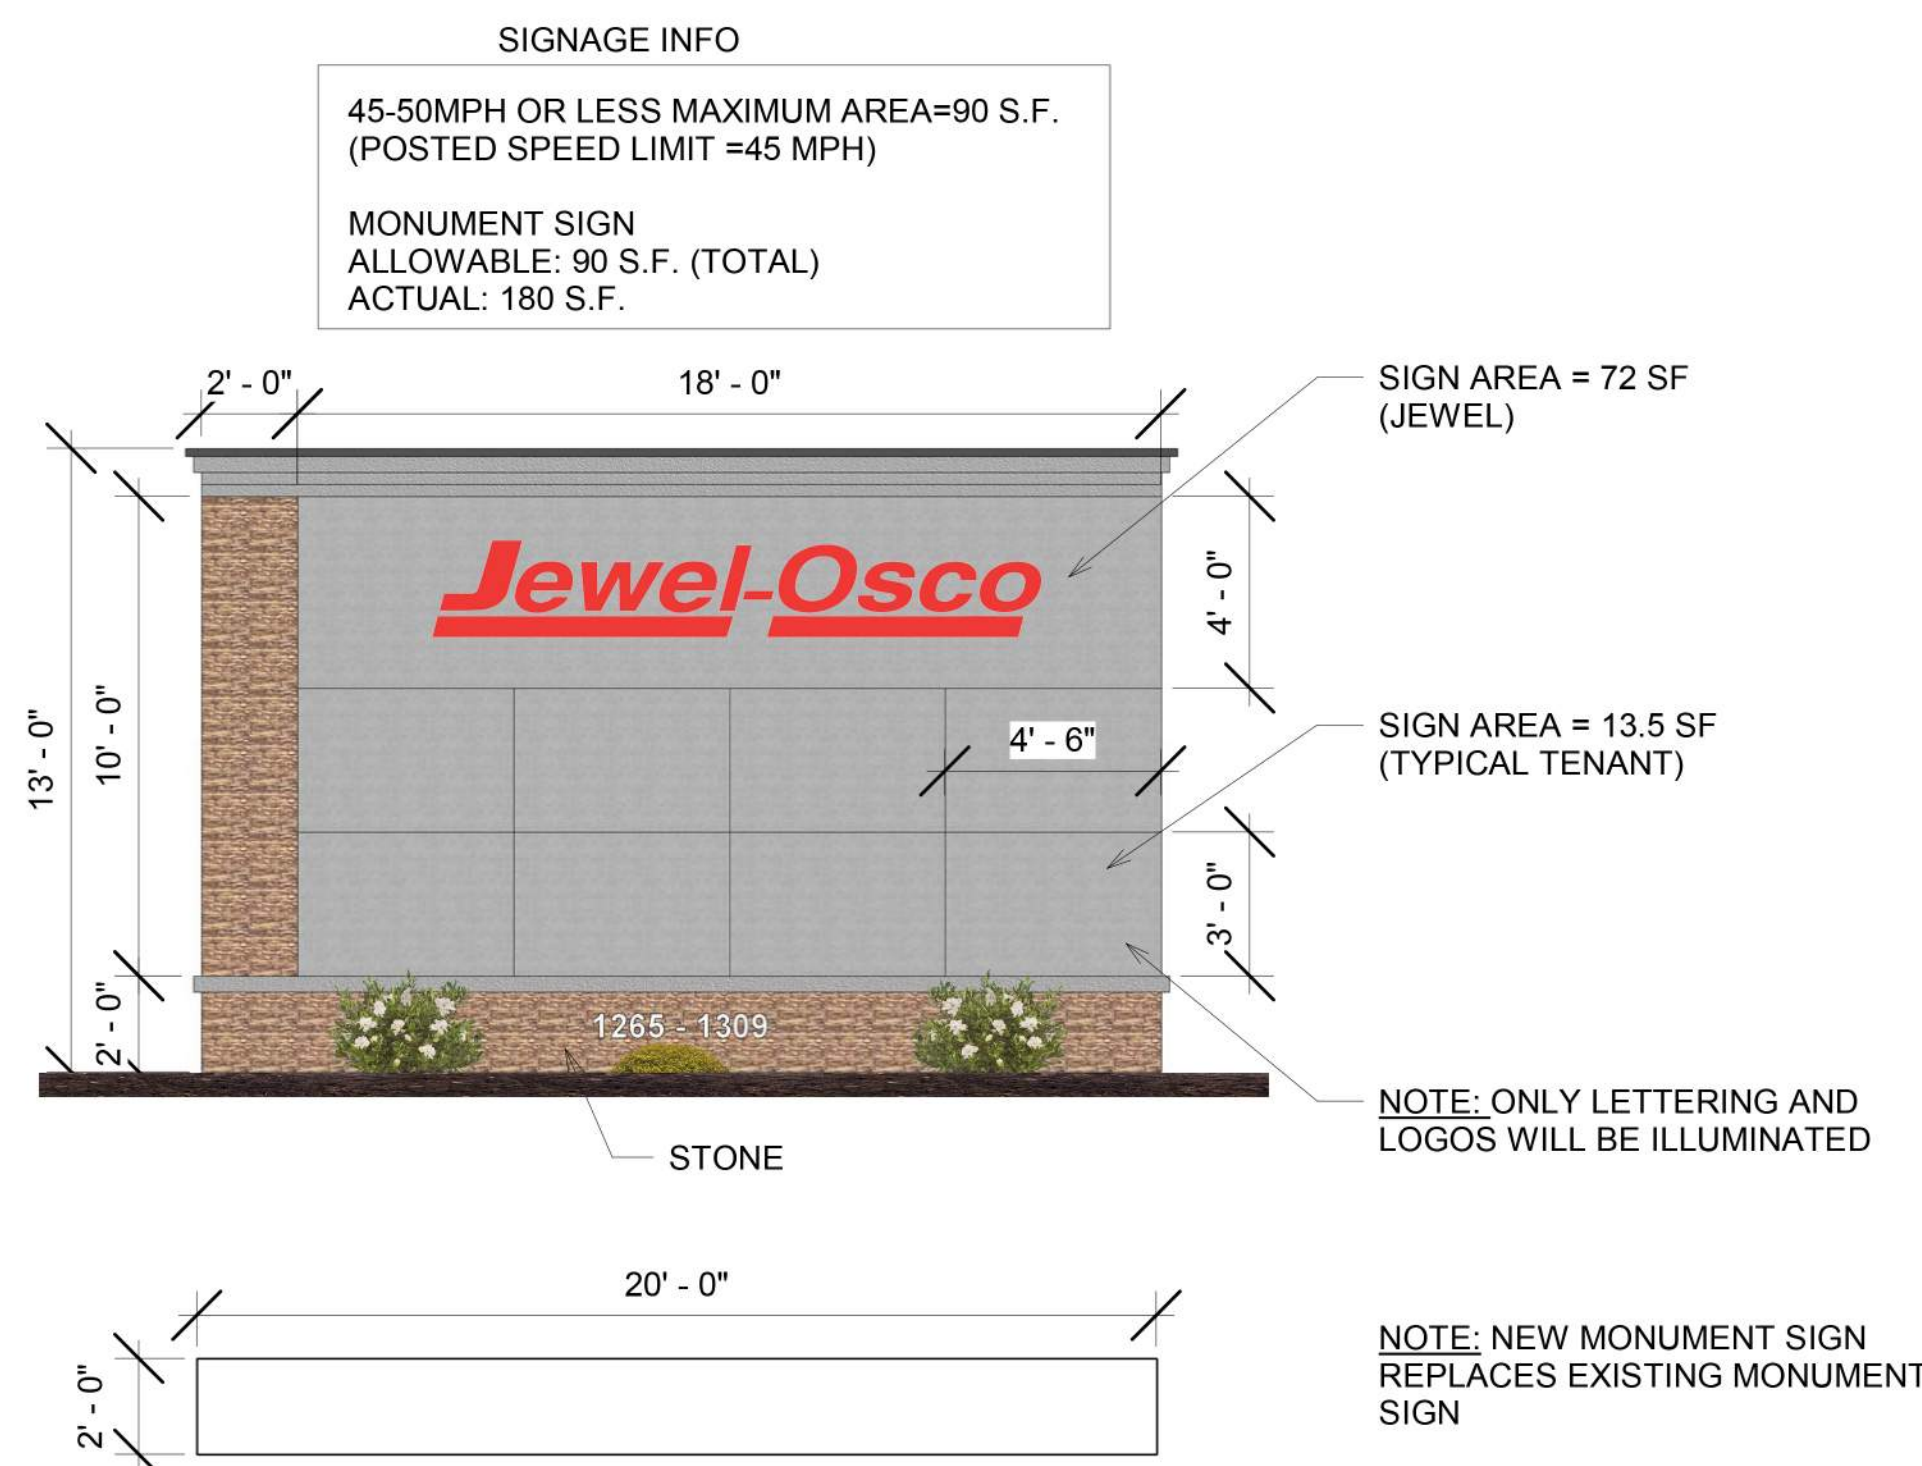 SIGNAGE INFO
45-50MPH OR LESS MAXIMUM AREA=90 S.F.
(POSTED SPEED LIMIT =45 MPH)
MONUMENT SIGN
ALLOWABLE: 90 S.F. (TOTAL)
ACTUAL: 180 S.F.
2' - 0"
18' - 0"
SIGN AREA = 72 SF
(JEWEL)
Jewel-Osco
4' - 0"
13' - 0"
10' - 0"
4' - 6"
SIGN AREA = 13.5 SF
(TYPICAL TENANT)
3' - 0"
2' - 0"
1265 - 1309
NOTE: ONLY LETTERING AND
LOGOS WILL BE ILLUMINATED
STONE
20' - 0"
2' - 0"
NOTE: NEW MONUMENT SIGN
REPLACES EXISTING MONUMENT
SIGN